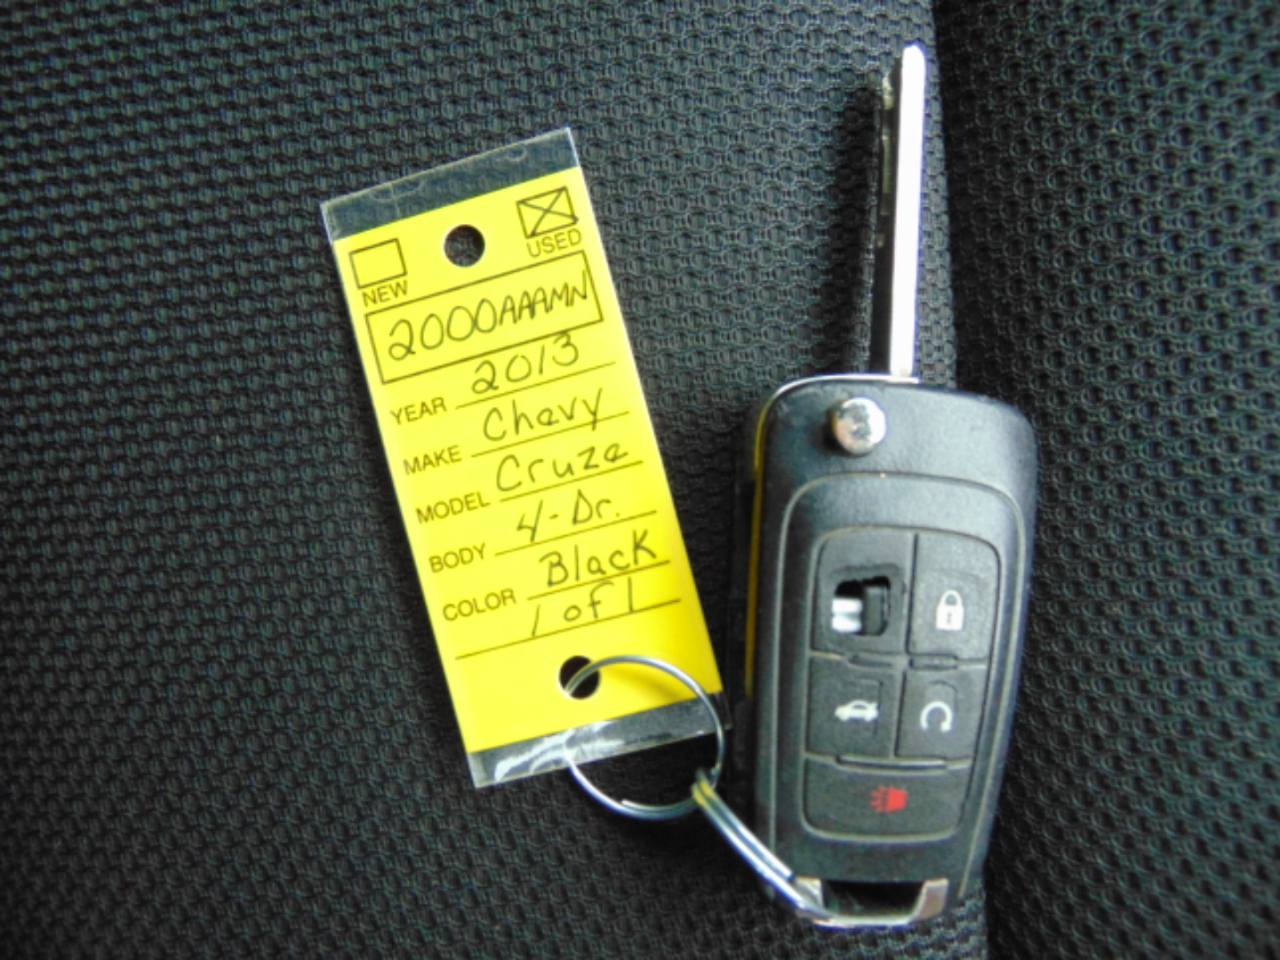 NEW USED
2000AAAMN
YEAR 2013
MAKE Chevy
MODEL Cruze
BODY 4-Dr.
COLOR Black
1 of 1